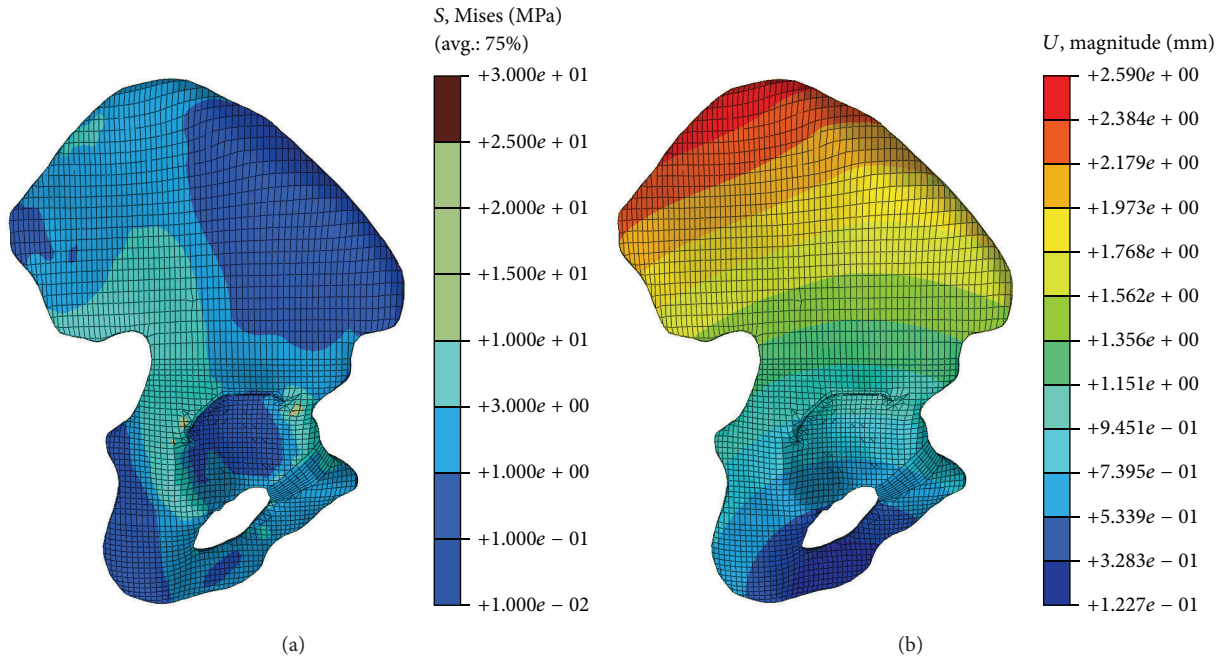 S, Mises (MPa)
(avg.: 75%)
+3.000e + 01
+2.500e + 01
+2.000e + 01
+1.500e + 01
+1.000e + 01
+3.000e + 00
+1.000e + 00
+1.000e − 01
+1.000e − 02
(a)
U, magnitude (mm)
+2.590e + 00
+2.384e + 00
+2.179e + 00
+1.973e + 00
+1.768e + 00
+1.562e + 00
+1.356e + 00
+1.151e + 00
+9.451e − 01
+7.395e − 01
+5.339e − 01
+3.283e − 01
+1.227e − 01
(b)